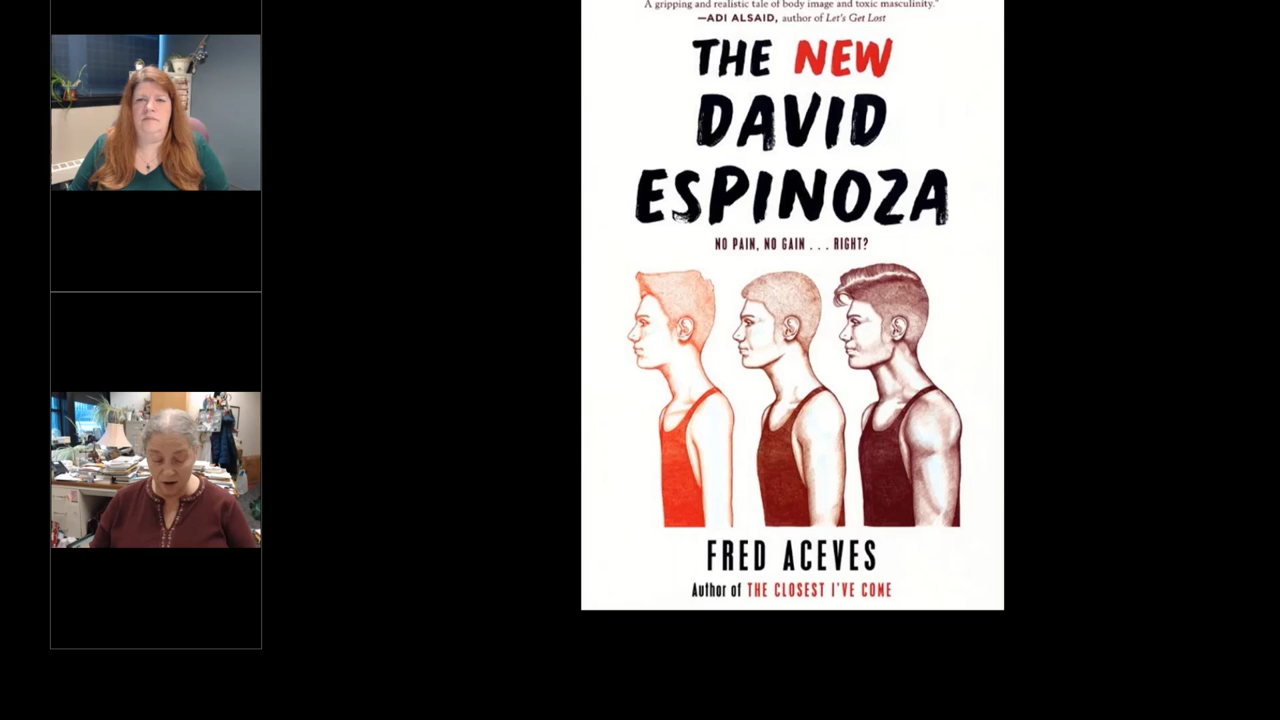 A gripping and realistic tale of body image and toxic masculinity."
—ADI ALSAID, author of Let's Get Lost
THE NEW
DAVID
ESPINOZA
NO PAIN, NO GAIN . . . RIGHT?
FRED ACEVES
Author of THE CLOSEST I'VE COME